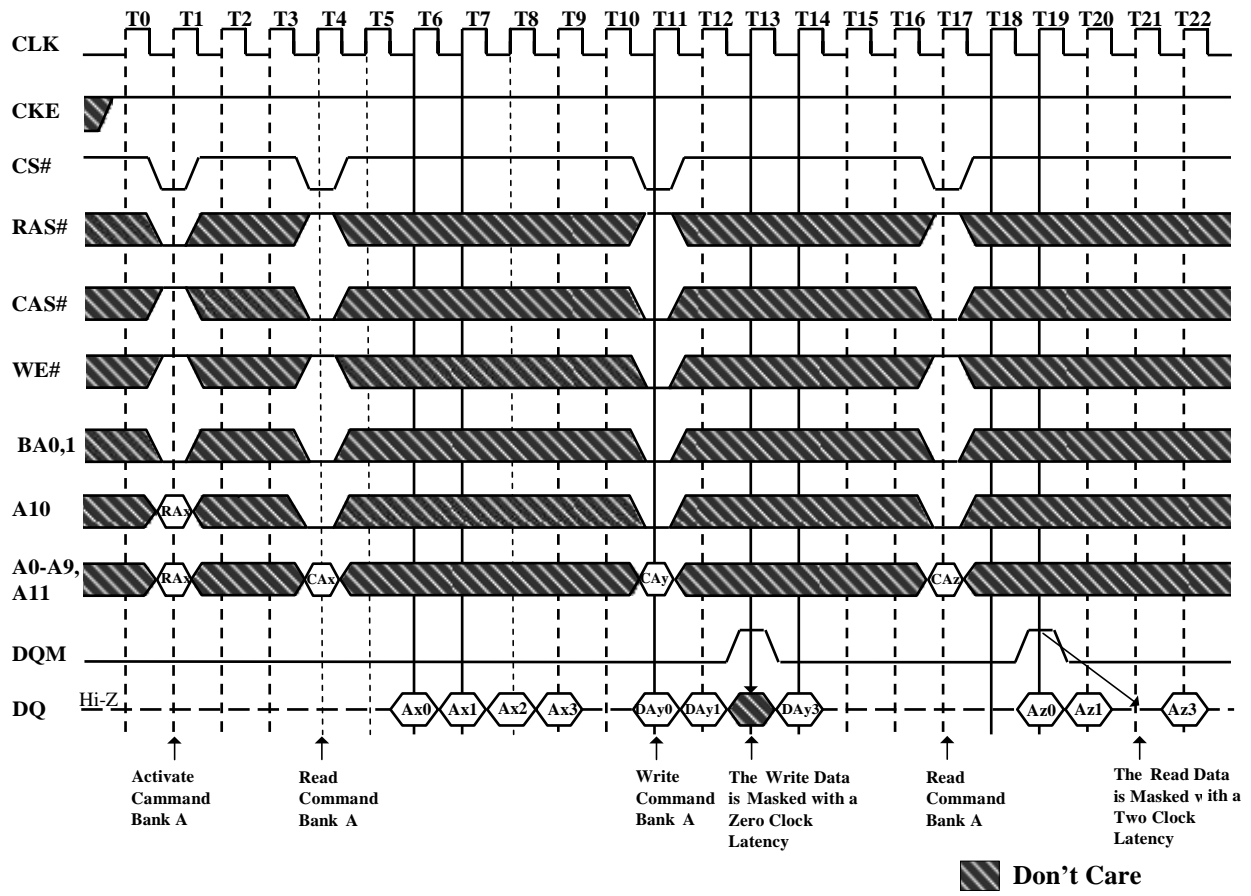 T0 T1 T2 T3 T4 T5 T6 T7 T8 T9 T10 T11 T12 T13 T14 T15 T16 T17 T18 T19 T20 T21 T22
CLK
CKE
CS#
RAS#
CAS#
WE#
BA0,1
A10
RAx
A0-A9,
A11
RAx CAx CAy CAz
DQM
Hi-Z
DQ
Ax0 Ax1 Ax2 Ax3 DAy0 DAy1 DAy3 Az0 Az1 Az3
Activate
Cammand
Bank A
Read
Command
Bank A
Write
Command
Bank A
The Write Data
is Masked with a
Zero Clock
Latency
Read
Command
Bank A
The Read Data
is Masked with a
Two Clock
Latency
Don't Care